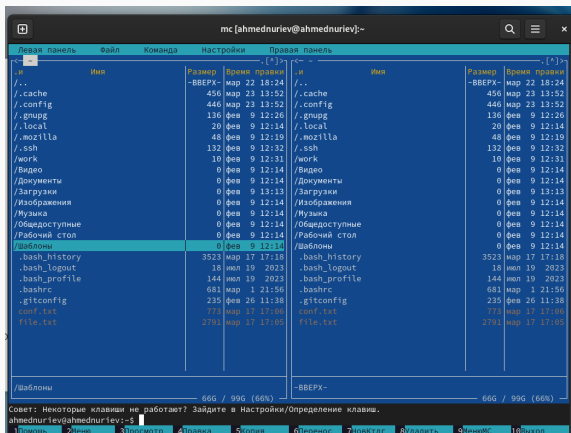 mc [ahmednuriev@ahmednuriev]:~
Левая панель Файл Команда Настройки Правая панель
<- ~ .[^]> <- ~ .[^]>
.и Имя Размер Время правки .и Имя Размер Время правки
/.. -ВВЕРХ- мар 22 18:24 /.. -ВВЕРХ- мар 22 18:24
/.cache 456 мар 23 13:52 /.cache 456 мар 23 13:52
/.config 446 мар 23 13:52 /.config 446 мар 23 13:52
/.gnupg 136 фев 9 12:26 /.gnupg 136 фев 9 12:26
/.local 20 фев 9 12:14 /.local 20 фев 9 12:14
/.mozilla 48 фев 9 12:19 /.mozilla 48 фев 9 12:19
/.ssh 132 фев 9 12:32 /.ssh 132 фев 9 12:32
/work 10 фев 9 12:31 /work 10 фев 9 12:31
/Видео 0 фев 9 12:14 /Видео 0 фев 9 12:14
/Документы 0 фев 9 12:14 /Документы 0 фев 9 12:14
/Загрузки 0 фев 9 13:13 /Загрузки 0 фев 9 13:13
/Изображения 0 фев 9 12:14 /Изображения 0 фев 9 12:14
/Музыка 0 фев 9 12:14 /Музыка 0 фев 9 12:14
/Общедоступные 0 фев 9 12:14 /Общедоступные 0 фев 9 12:14
/Рабочий стол 0 фев 9 12:14 /Рабочий стол 0 фев 9 12:14
/Шаблоны 0 фев 9 12:14 /Шаблоны 0 фев 9 12:14
.bash_history 3523 мар 17 17:18 .bash_history 3523 мар 17 17:18
.bash_logout 18 июл 19 2023 .bash_logout 18 июл 19 2023
.bash_profile 144 июл 19 2023 .bash_profile 144 июл 19 2023
.bashrc 681 мар 1 21:56 .bashrc 681 мар 1 21:56
.gitconfig 235 фев 26 11:38 .gitconfig 235 фев 26 11:38
conf.txt 773 мар 17 17:06 conf.txt 773 мар 17 17:06
file.txt 2791 мар 17 17:05 file.txt 2791 мар 17 17:05
/Шаблоны -ВВЕРХ-
66G / 99G (66%) 66G / 99G (66%)
Совет: Некоторые клавиши не работают? Зайдите в Настройки/Определение клавиш.
ahmednuriev@ahmednuriev:~$
1Помощь 2Меню 3Просмотр 4Правка 5Копия 6Перенос 7НовКтлг 8Удалить 9МенюMC 10Выход